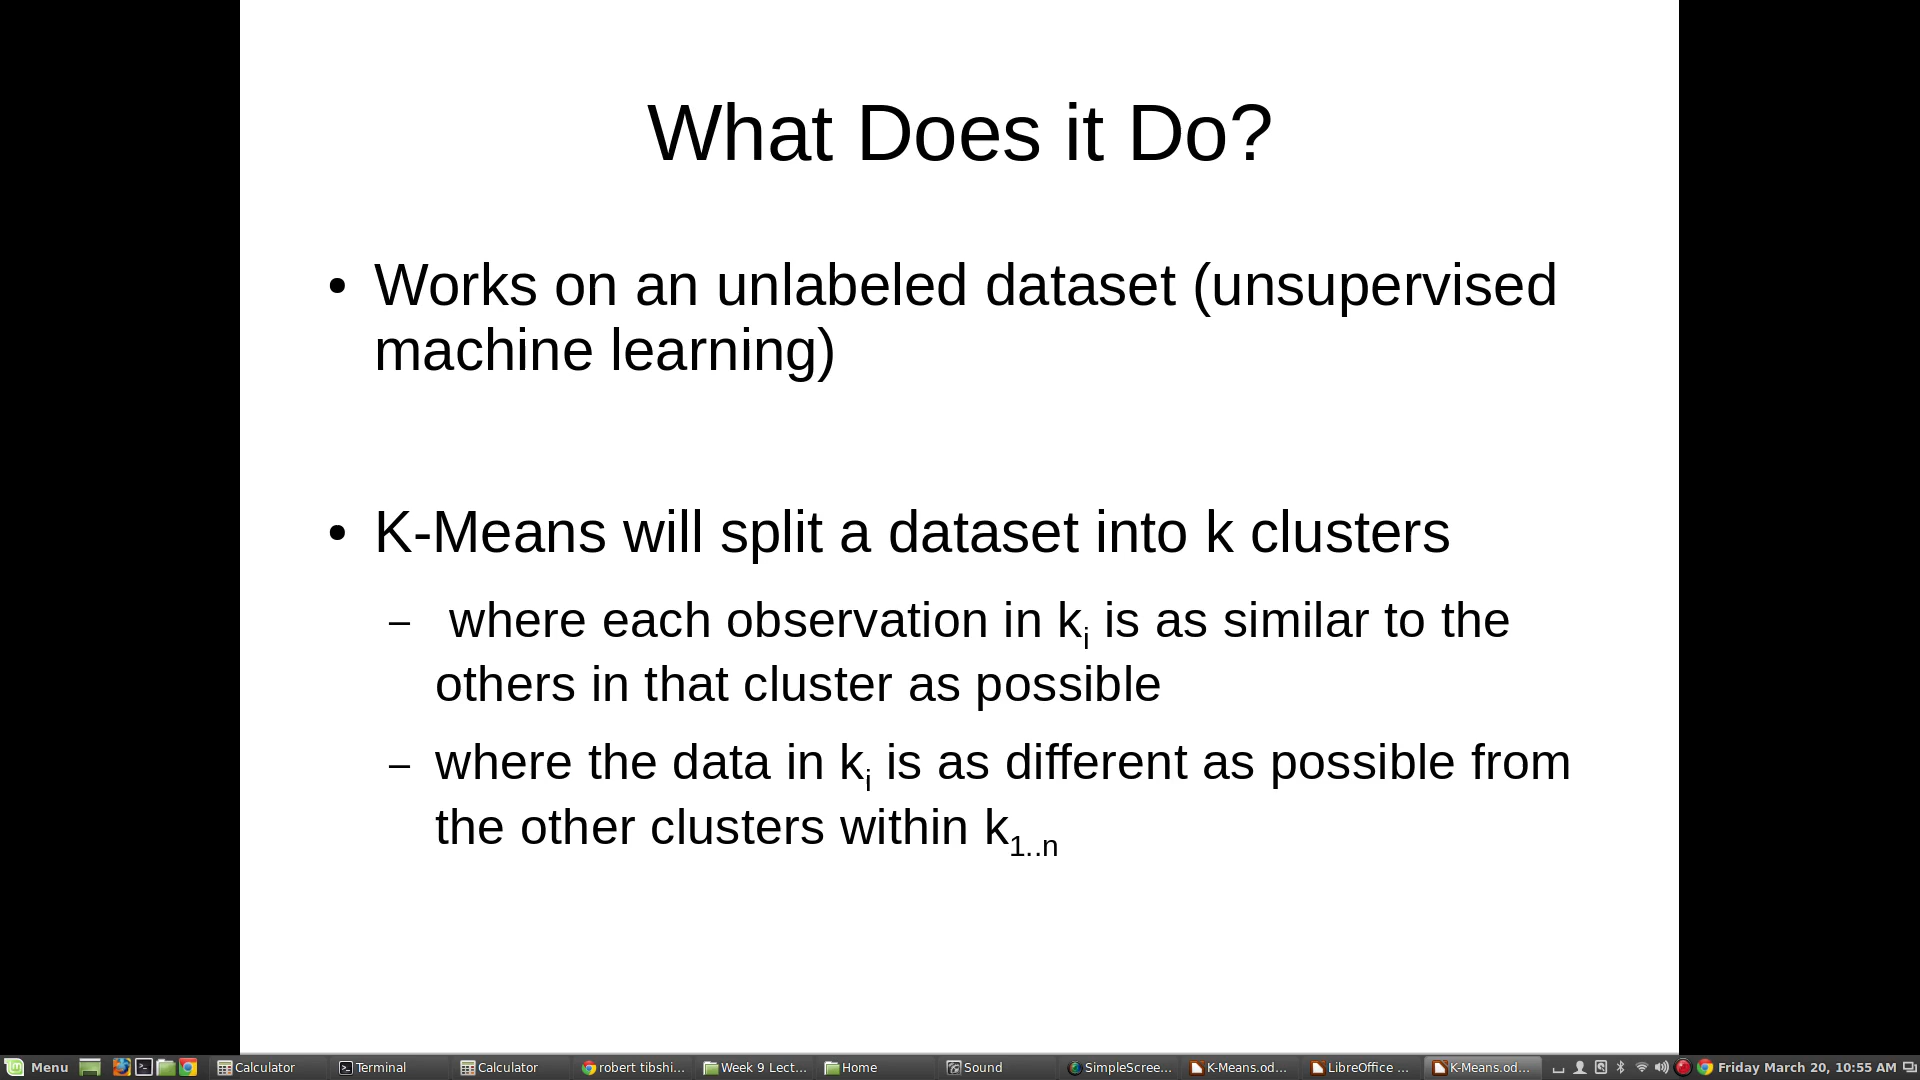 What Does it Do?
• Works on an unlabeled dataset (unsupervised
machine learning)
• K-Means will split a dataset into k clusters
– where each observation in kᵢ is as similar to the
others in that cluster as possible
– where the data in kᵢ is as different as possible from
the other clusters within k₁..ₙ
Menu Calculator Terminal Calculator robert tibshi... Week 9 Lect... Home Sound SimpleScree... K-Means.od... LibreOffice ... K-Means.od... Friday March 20, 10:55 AM